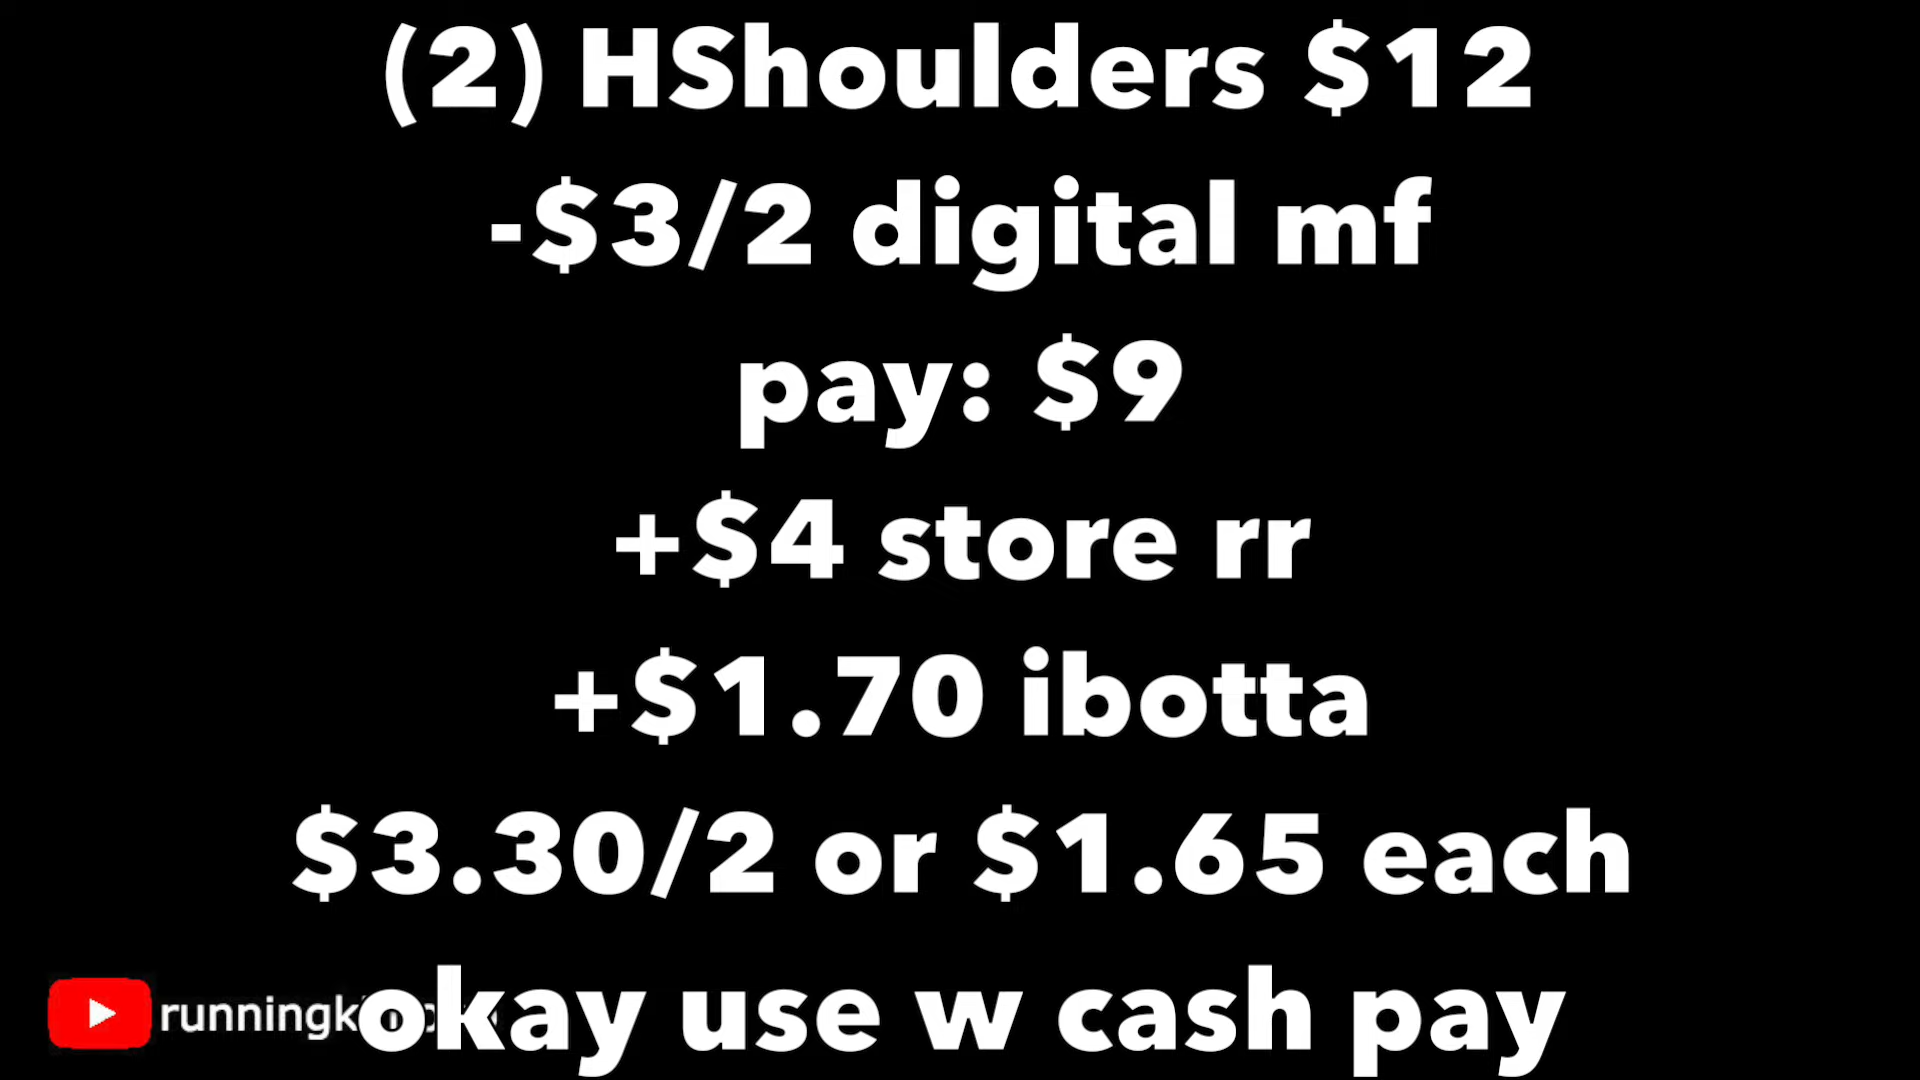 (2) HShoulders $12
-$3/2 digital mf
pay: $9
+$4 store rr
+$1.70 ibotta
$3.30/2 or $1.65 each
okay use w cash pay